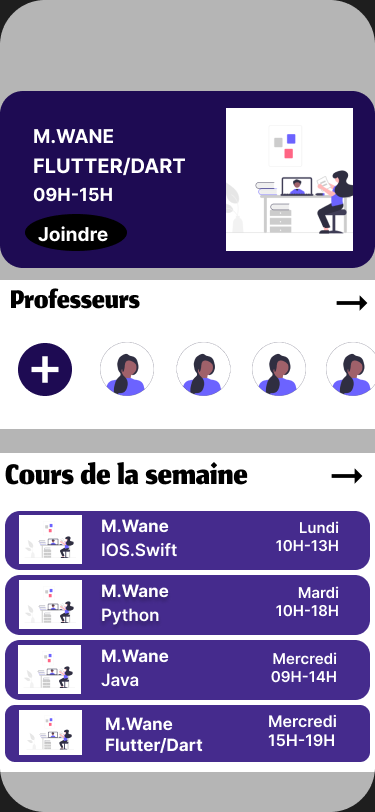 M.WANE
FLUTTER/DART
09H-15H
Joindre
Professeurs
Cours de la semaine
M.Wane
Lundi
IOS.Swift
10H-13H
M.Wane
Mardi
Python
10H-18H
M.Wane
Mercredi
Java
09H-14H
M.Wane
Mercredi
Flutter/Dart
15H-19H